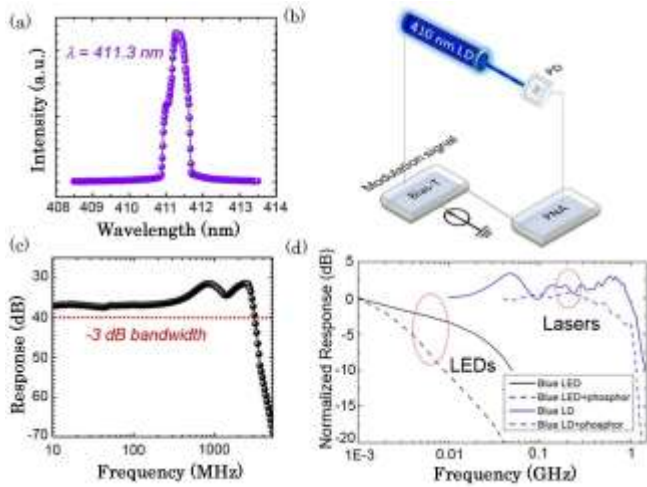 (a)
λ = 411.3 nm
Intensity (a.u.)
408 409 410 411 412 413 414
Wavelength (nm)
(b)
410 nm LD
PD
Modulation signal
Bias-T
PNA
(c)
30
40
50
60
-70
Response (dB)
-3 dB bandwidth
10 100 1000
Frequency (MHz)
(d)
5
0
-5
-10
-15
-20
Normalized Response (dB)
Lasers
LEDs
Blue LED
Blue LED+phosphor
Blue LD
Blue LD+phosphor
1E-3 0.01 0.1 1
Frequency (GHz)